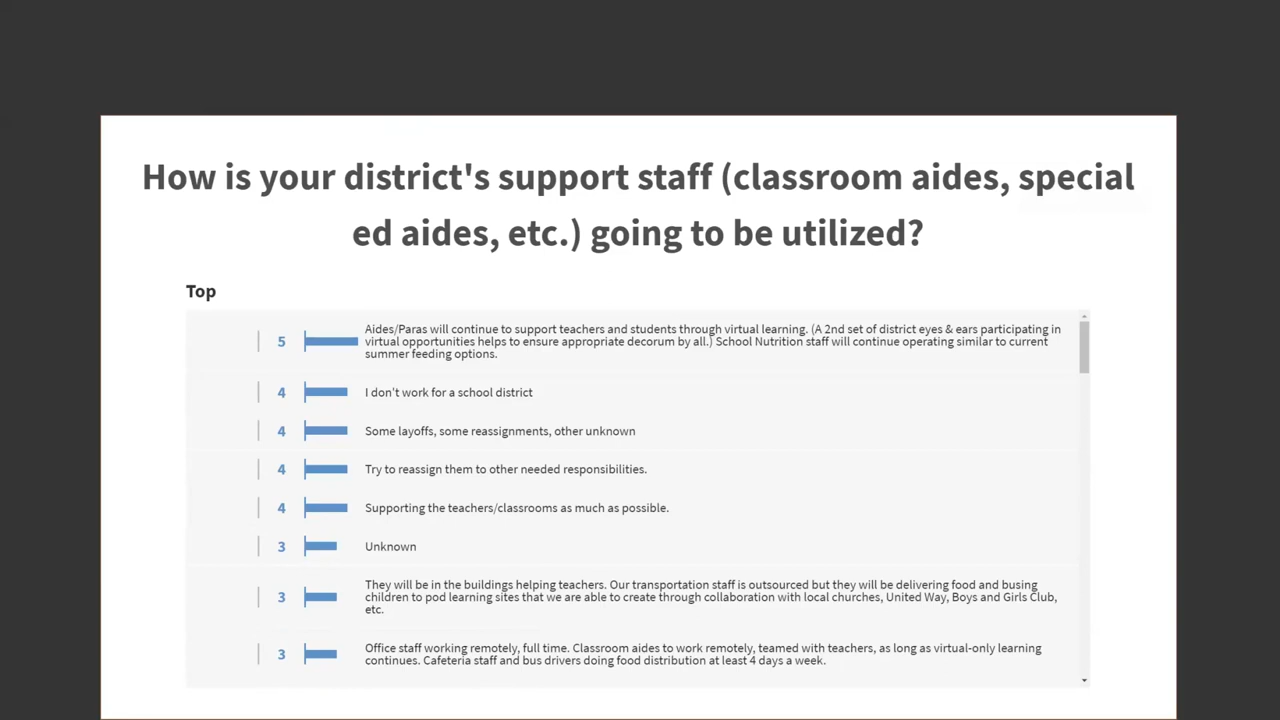 How is your district's support staff (classroom aides, special
ed aides, etc.) going to be utilized?
Top
5
Aides/Paras will continue to support teachers and students through virtual learning. (A 2nd set of district eyes & ears participating in
virtual opportunities helps to ensure appropriate decorum by all.) School Nutrition staff will continue operating similar to current
summer feeding options.
4
I don't work for a school district
4
Some layoffs, some reassignments, other unknown
4
Try to reassign them to other needed responsibilities.
4
Supporting the teachers/classrooms as much as possible.
3
Unknown
3
They will be in the buildings helping teachers. Our transportation staff is outsourced but they will be delivering food and busing
children to pod learning sites that we are able to create through collaboration with local churches, United Way, Boys and Girls Club,
etc.
3
Office staff working remotely, full time. Classroom aides to work remotely, teamed with teachers, as long as virtual-only learning
continues. Cafeteria staff and bus drivers doing food distribution at least 4 days a week.